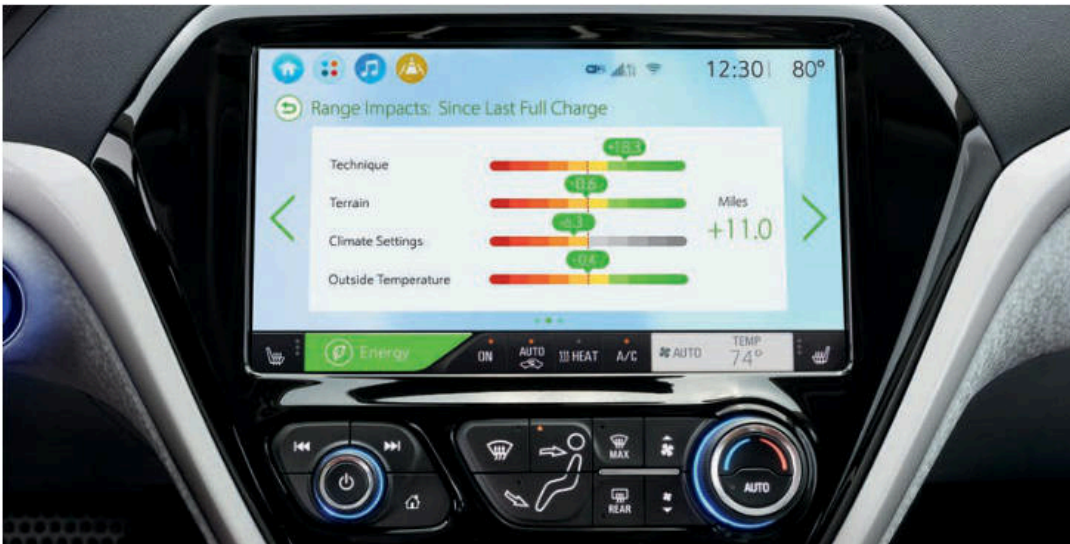 12:30 80°
Range Impacts: Since Last Full Charge
Technique +18.3
Terrain -0.6
Miles
+11.0
Climate Settings -6.3
Outside Temperature -0.4
Energy ON AUTO HEAT A/C AUTO TEMP 74°
MAX
REAR
AUTO